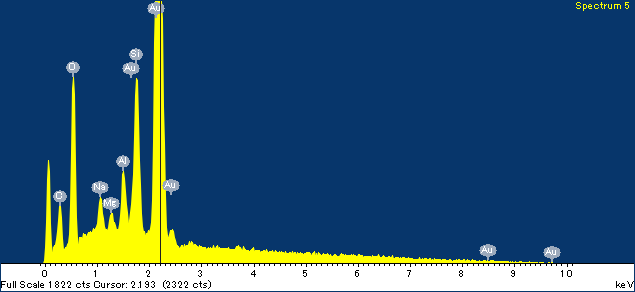 Spectrum 5
Au
Si
O
Au
Al
Na
Au
C
Mg
Au
Au
0 1 2 3 4 5 6 7 8 9 10
Full Scale 1822 cts Cursor: 2.193 (2322 cts) keV